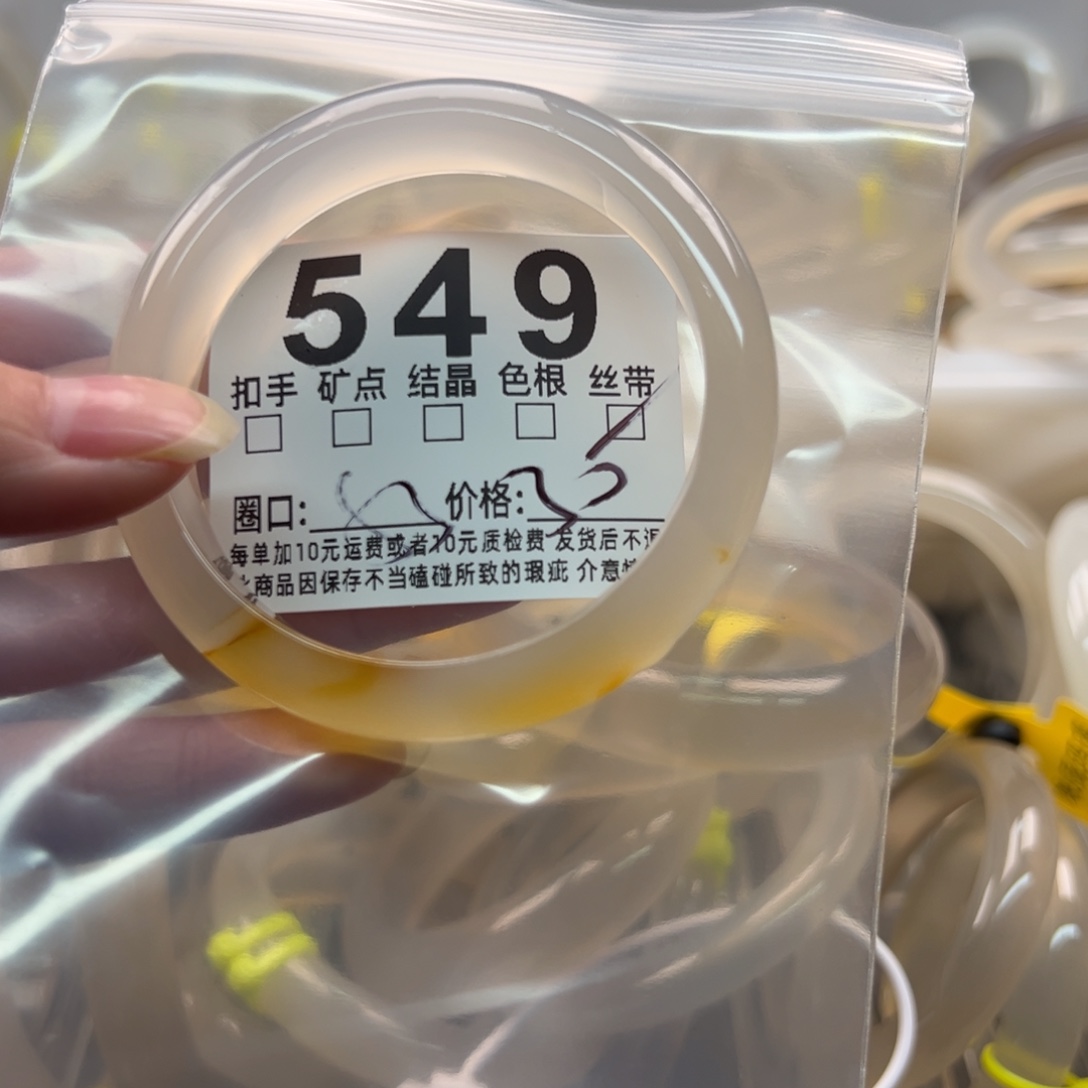 549
扣手 矿点 结晶 色根 丝带
圈口: 价格:
每单加10元运费或者10元质检费 发货后不退
商品因保存不当磕碰所致的瑕疵 介意